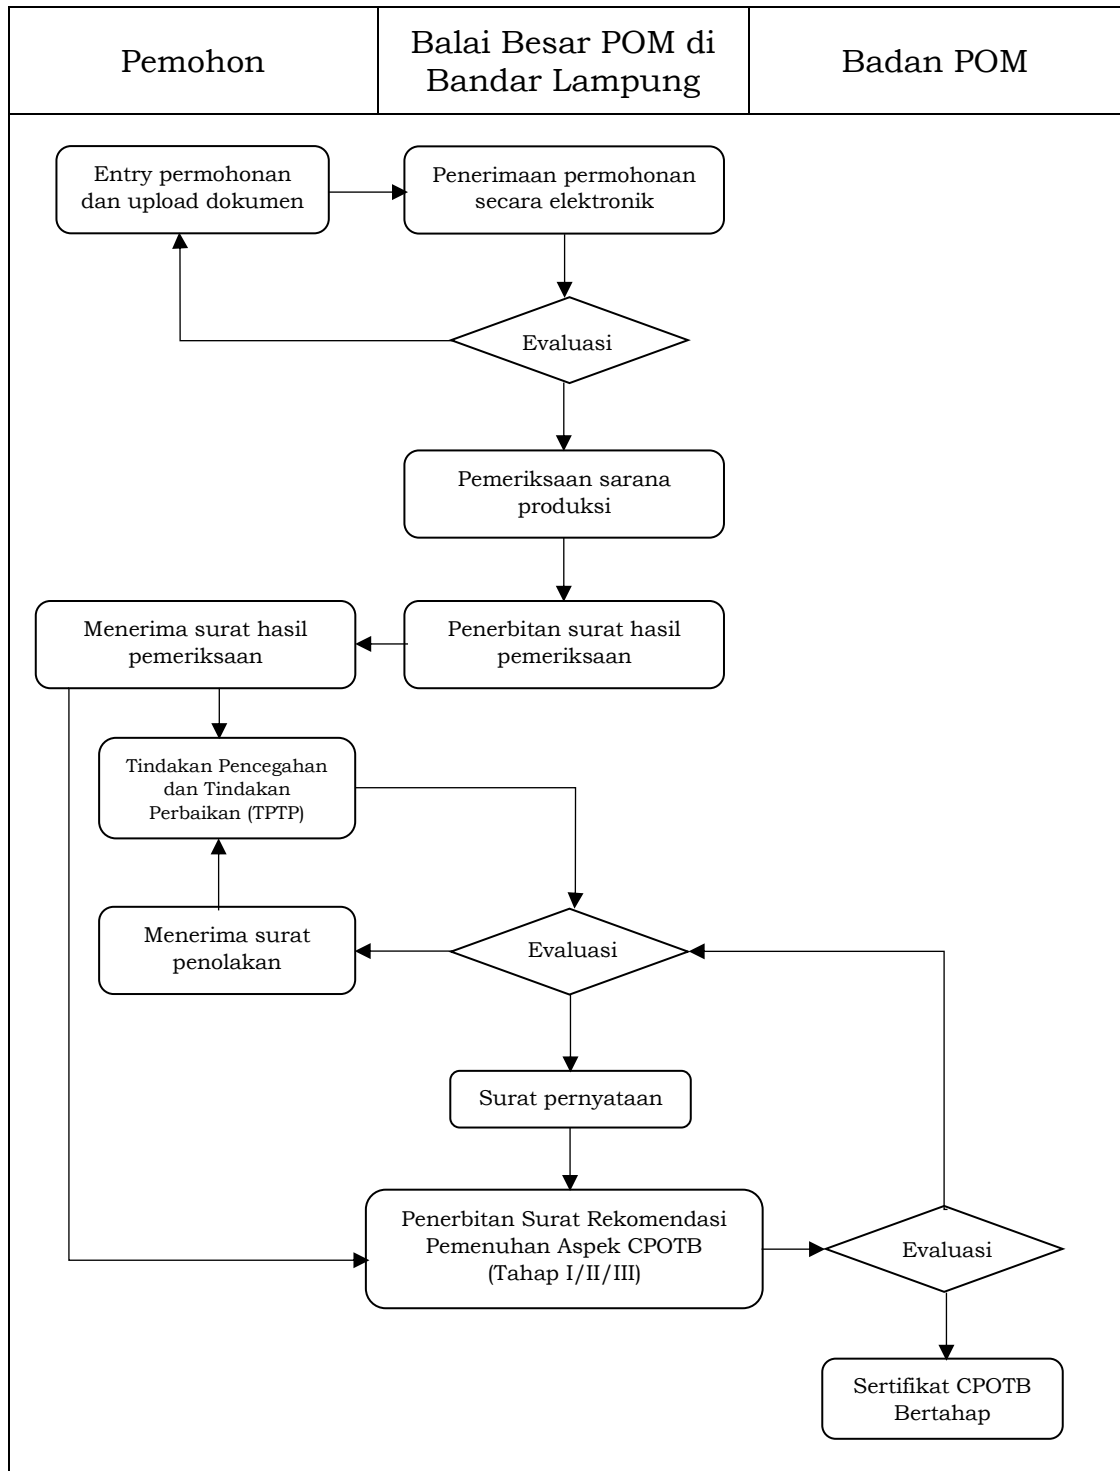 Pemohon
Balai Besar POM di
Bandar Lampung
Badan POM
Entry permohonan
dan upload dokumen
Penerimaan permohonan
secara elektronik
Evaluasi
Pemeriksaan sarana
produksi
Menerima surat hasil
pemeriksaan
Penerbitan surat hasil
pemeriksaan
Tindakan Pencegahan
dan Tindakan
Perbaikan (TPTP)
Menerima surat
penolakan
Evaluasi
Surat pernyataan
Penerbitan Surat Rekomendasi
Pemenuhan Aspek CPOTB
(Tahap I/II/III)
Evaluasi
Sertifikat CPOTB
Bertahap